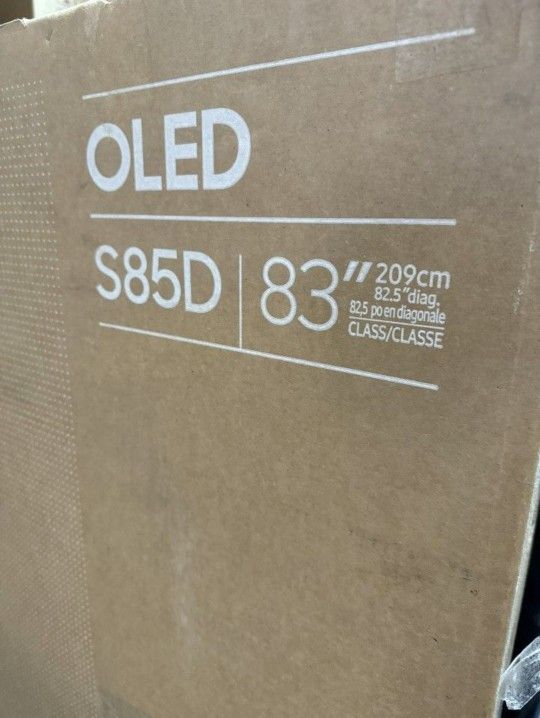 OLED
S85D
83” 209cm
82.5”diag.
82,5 po en diagonale
CLASS/CLASSE